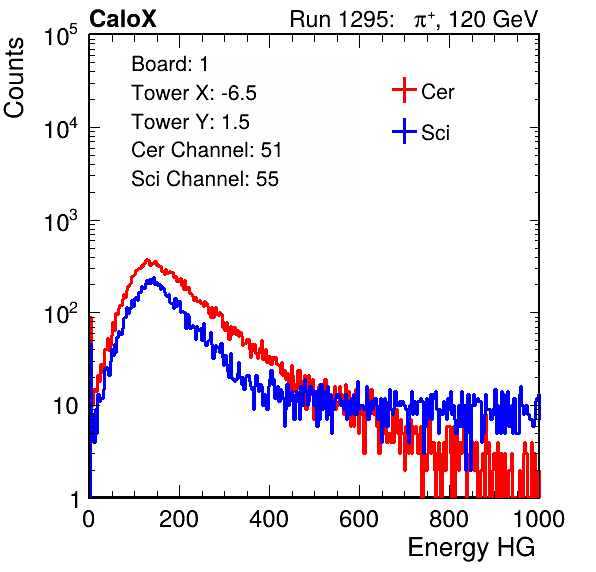 CaloX Run 1295: π⁺, 120 GeV
Counts
Board: 1
Tower X: -6.5
Tower Y: 1.5
Cer Channel: 51
Sci Channel: 55
Cer
Sci
10⁵
10⁴
10³
10²
10
1
0 200 400 600 800 1000
Energy HG